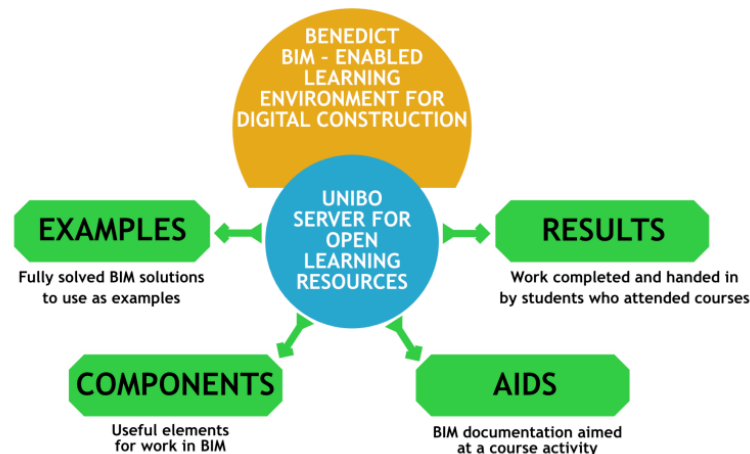 BENEDICT
BIM - ENABLED
LEARNING
ENVIRONMENT FOR
DIGITAL CONSTRUCTION
UNIBO
SERVER FOR
OPEN
LEARNING
RESOURCES
EXAMPLES
Fully solved BIM solutions
to use as examples
RESULTS
Work completed and handed in
by students who attended courses
COMPONENTS
Useful elements
for work in BIM
AIDS
BIM documentation aimed
at a course activity